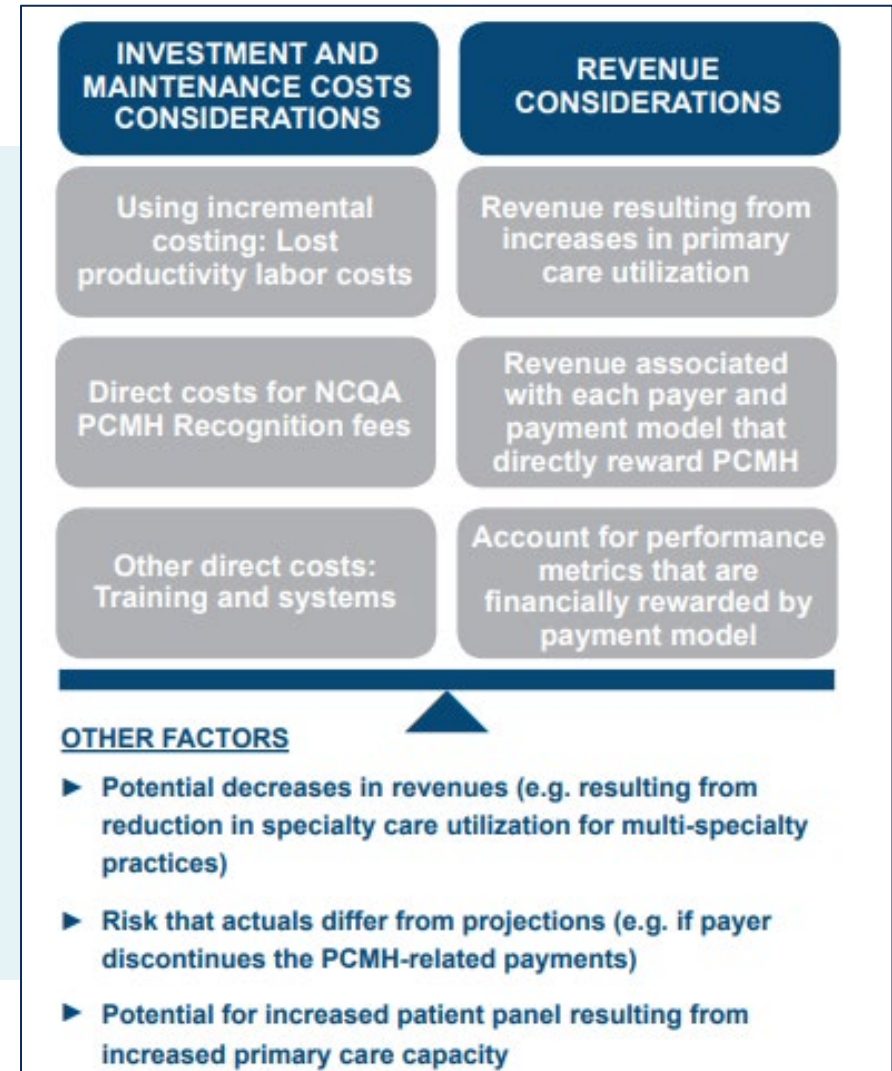 INVESTMENT AND
MAINTENANCE COSTS
CONSIDERATIONS
REVENUE
CONSIDERATIONS
Using incremental
costing: Lost
productivity labor costs
Revenue resulting from
increases in primary
care utilization
Direct costs for NCQA
PCMH Recognition fees
Revenue associated
with each payer and
payment model that
directly reward PCMH
Other direct costs:
Training and systems
Account for performance
metrics that are
financially rewarded by
payment model
OTHER FACTORS
► Potential decreases in revenues (e.g. resulting from
reduction in specialty care utilization for multi-specialty
practices)
► Risk that actuals differ from projections (e.g. if payer
discontinues the PCMH-related payments)
► Potential for increased patient panel resulting from
increased primary care capacity